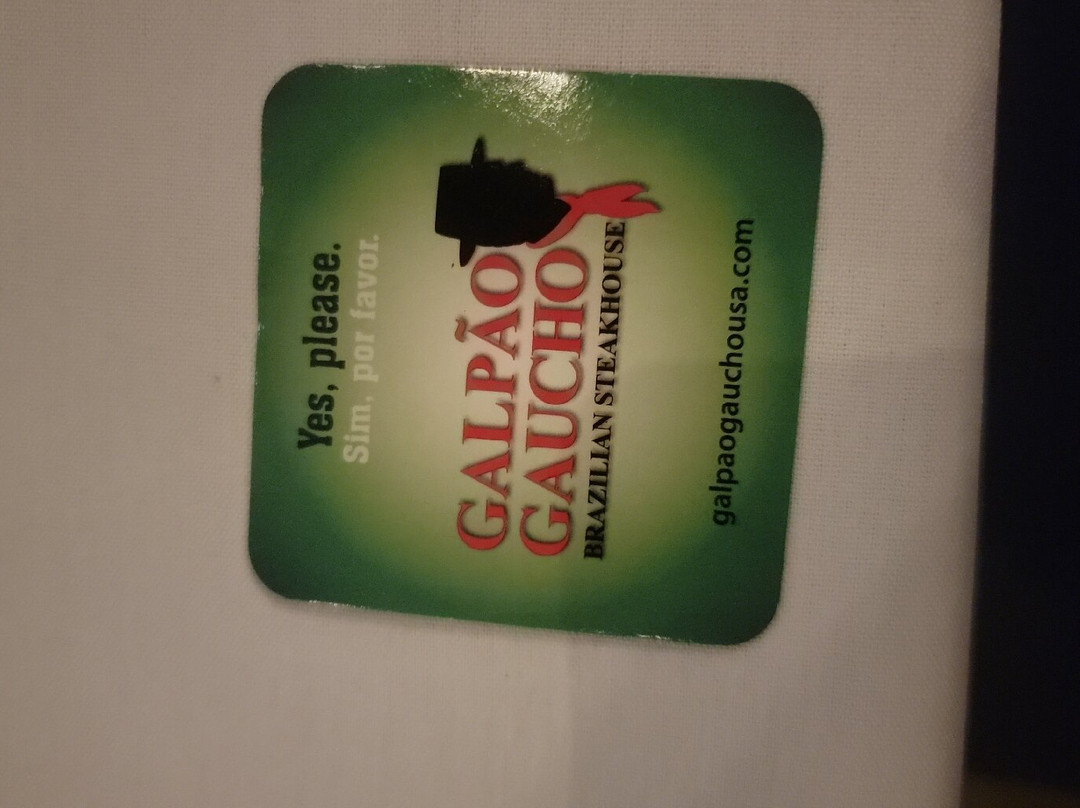 Yes, please.
Sim, por favor.
GALPÃO
GAUCHO
BRAZILIAN STEAKHOUSE
galpaogauchousa.com